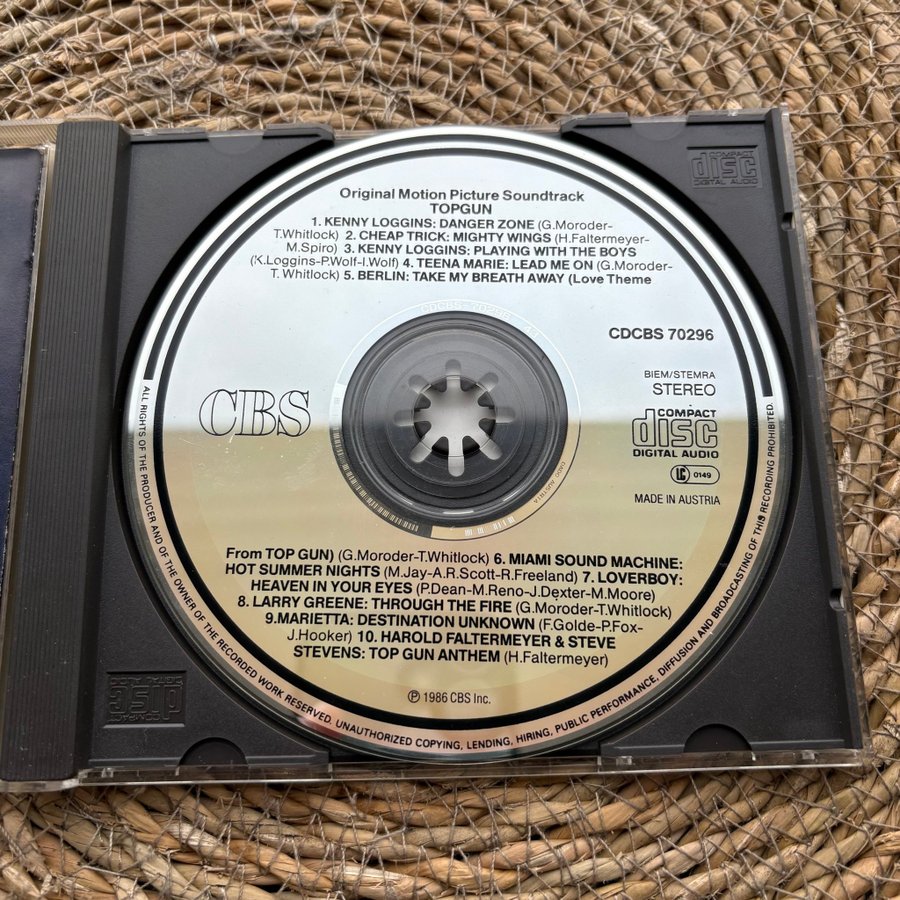 COMPACT
disc
DIGITAL AUDIO
Original Motion Picture Soundtrack
TOPGUN
1. KENNY LOGGINS: DANGER ZONE (G.Moroder-
T.Whitlock) 2. CHEAP TRICK: MIGHTY WINGS (H.Faltermeyer-
M.Spiro) 3. KENNY LOGGINS: PLAYING WITH THE BOYS
(K.Loggins-P.Wolf-I.Wolf) 4. TEENA MARIE: LEAD ME ON (G.Moroder-
T. Whitlock) 5. BERLIN: TAKE MY BREATH AWAY (Love Theme
CDCBS 70296
CDCBS 70296
BIEM/STEMRA
STEREO
CBS
COMPACT
disc
DIGITAL AUDIO
LC 0149
MADE IN AUSTRIA
From TOP GUN) (G.Moroder-T.Whitlock) 6. MIAMI SOUND MACHINE:
HOT SUMMER NIGHTS (M.Jay-A.R.Scott-R.Freeland) 7. LOVERBOY:
HEAVEN IN YOUR EYES (P.Dean-M.Reno-J.Dexter-M.Moore)
8. LARRY GREENE: THROUGH THE FIRE (G.Moroder-T.Whitlock)
9.MARIETTA: DESTINATION UNKNOWN (F.Golde-P.Fox-
J.Hooker) 10. HAROLD FALTERMEYER & STEVE
STEVENS: TOP GUN ANTHEM (H.Faltermeyer)
℗ 1986 CBS Inc.
ALL RIGHTS OF THE PRODUCER AND OF THE OWNER OF THE RECORDED WORK RESERVED. UNAUTHORIZED COPYING, LENDING, HIRING, PUBLIC PERFORMANCE, DIFFUSION AND BROADCASTING OF THIS RECORDING PROHIBITED.
COMPACT
disc
DIGITAL AUDIO